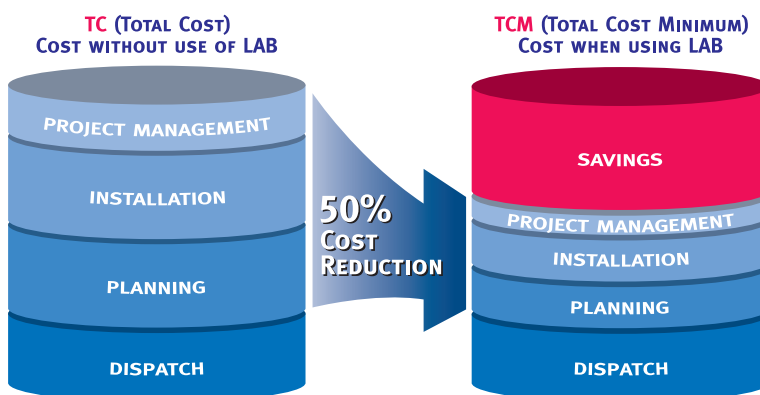 TC (TOTAL COST)
COST WITHOUT USE OF LAB
PROJECT MANAGEMENT
INSTALLATION
PLANNING
DISPATCH
50%
COST
REDUCTION
TCM (TOTAL COST MINIMUM)
COST WHEN USING LAB
SAVINGS
PROJECT MANAGEMENT
INSTALLATION
PLANNING
DISPATCH